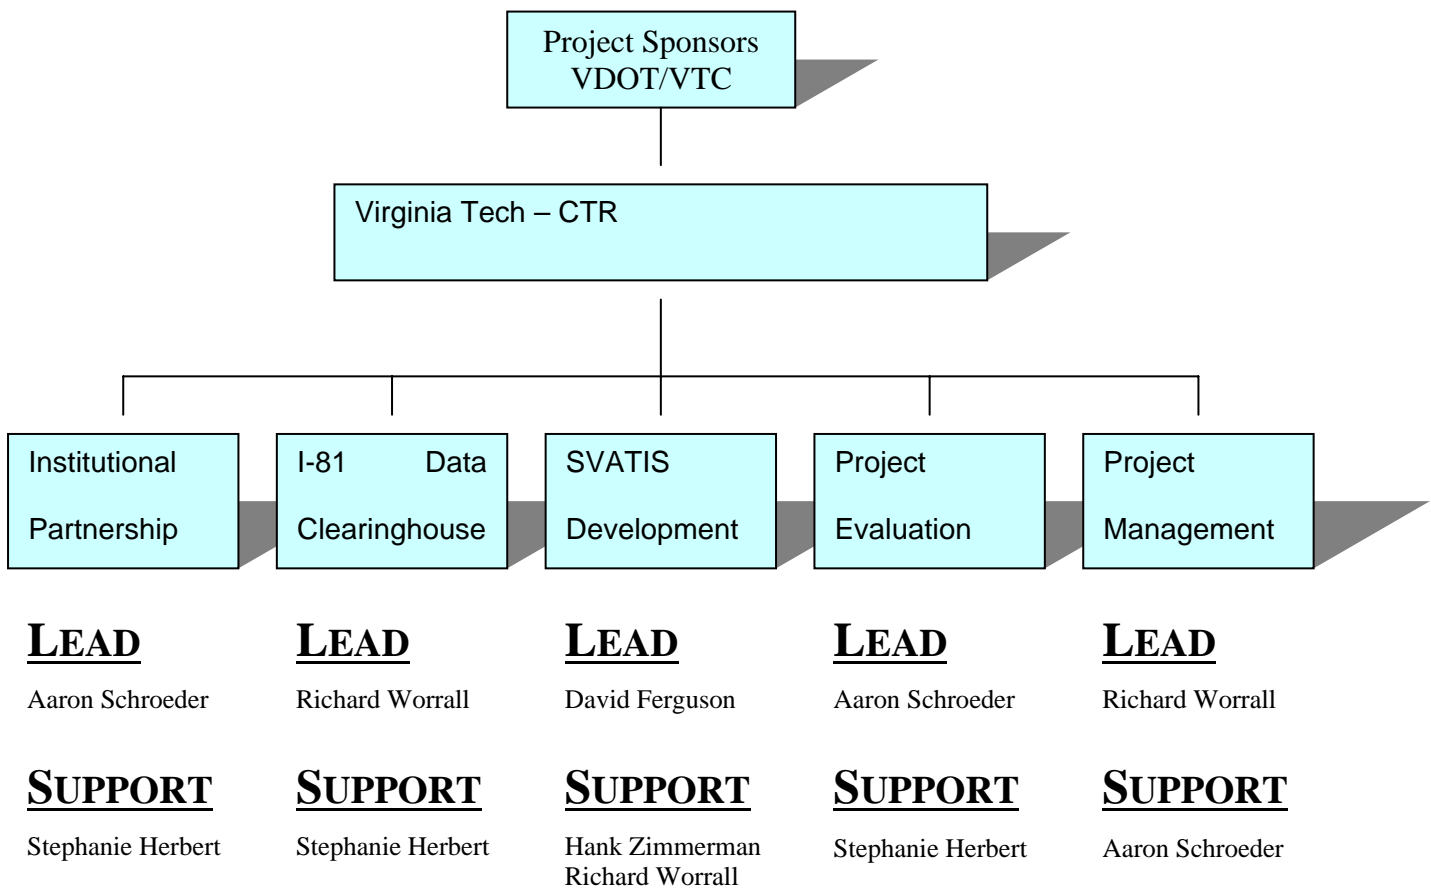 Project Sponsors
VDOT/VTC
Virginia Tech – CTR
Institutional
Partnership
I-81 Data
Clearinghouse
SVATIS
Development
Project
Evaluation
Project
Management
LEAD
Aaron Schroeder
SUPPORT
Stephanie Herbert
LEAD
Richard Worrall
SUPPORT
Stephanie Herbert
LEAD
David Ferguson
SUPPORT
Hank Zimmerman
Richard Worrall
LEAD
Aaron Schroeder
SUPPORT
Stephanie Herbert
LEAD
Richard Worrall
SUPPORT
Aaron Schroeder